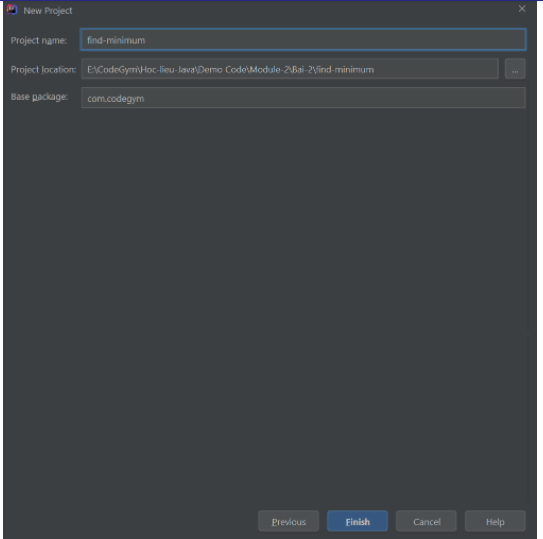 New Project
Project name: find-minimum
Project location: E:\CodeGym\Hoc-lieu-Java\Demo Code\Module-2\Bai-2\find-minimum ...
Base package: com.codegym
Previous Finish Cancel Help